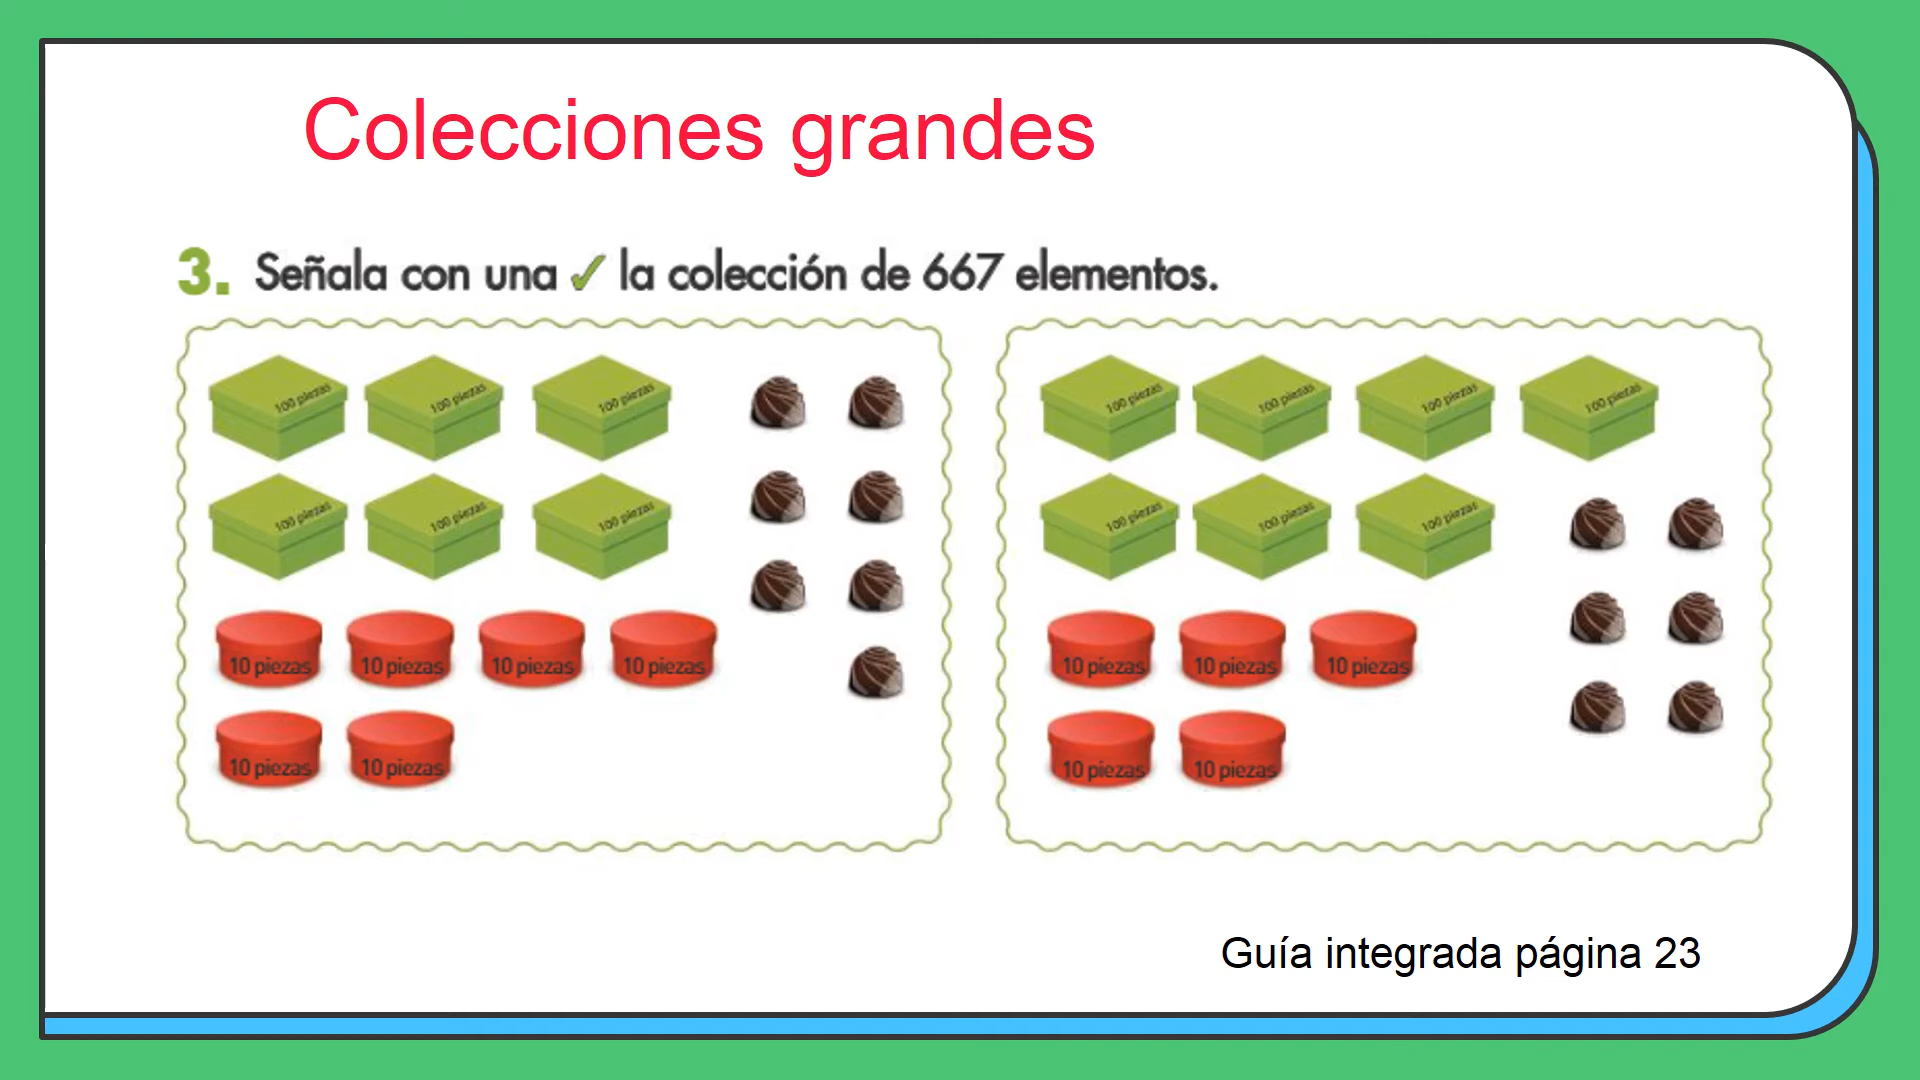 Colecciones grandes
3. Señala con una ✓ la colección de 667 elementos.
100 piezas 100 piezas 100 piezas
100 piezas 100 piezas 100 piezas
10 piezas 10 piezas 10 piezas 10 piezas
10 piezas 10 piezas
100 piezas 100 piezas 100 piezas 100 piezas
100 piezas 100 piezas 100 piezas
10 piezas 10 piezas 10 piezas
10 piezas 10 piezas
Guía integrada página 23